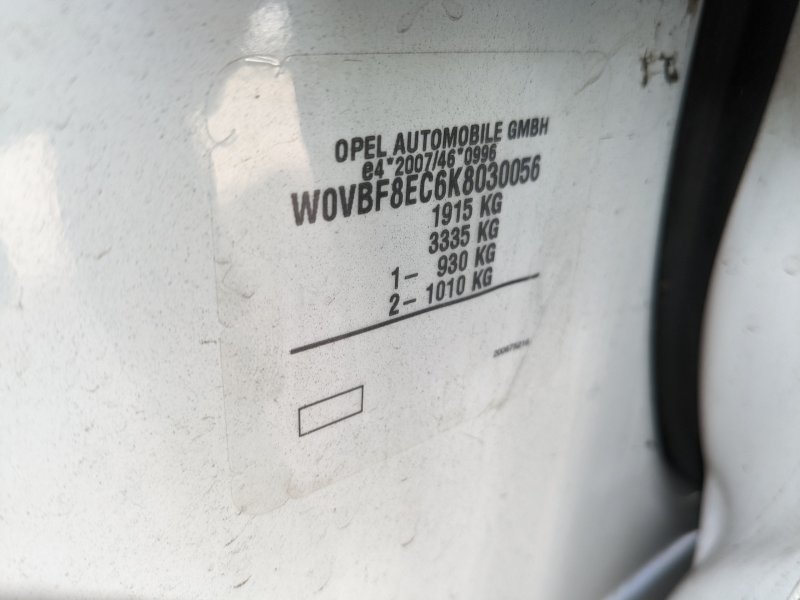 OPEL AUTOMOBILE GMBH
e4*2007/46*0996
W0VBF8EC6K8030056
1915 KG
3335 KG
1- 930 KG
2- 1010 KG